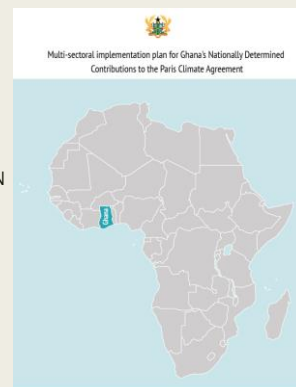 Multi-sectoral implementation plan for Ghana's Nationally Determined
Contributions to the Paris Climate Agreement
N
Ghana